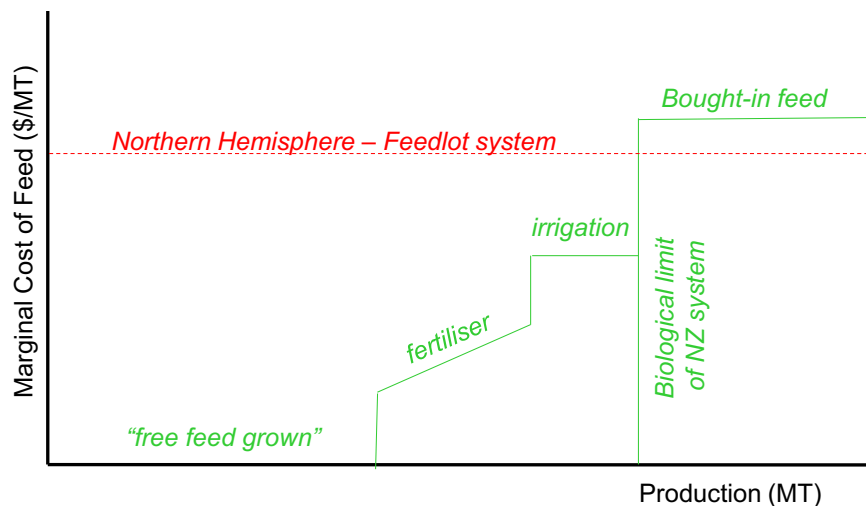 Marginal Cost of Feed ($/MT)
Bought-in feed
Northern Hemisphere – Feedlot system
irrigation
fertiliser
Biological limit
of NZ system
“free feed grown”
Production (MT)